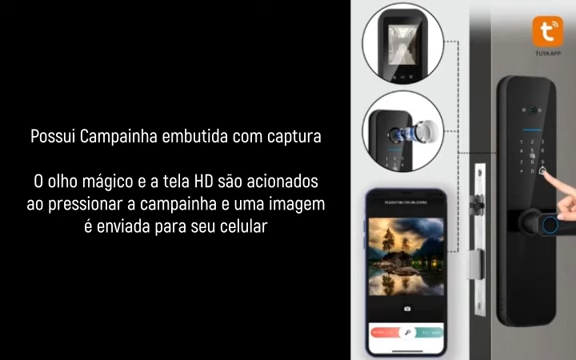 Possui Campainha embutida com captura
O olho mágico e a tela HD são acionados
ao pressionar a campainha e uma imagem
é enviada para seu celular
TUYA APP